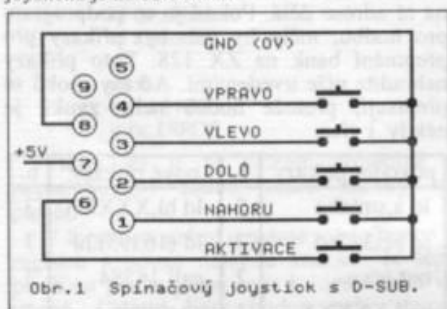 GND (0V)
5
9
VPRAVO
4
8
VLEVO
3
+5V
7
DOLŮ
2
6
NAHORU
1
AKTIVACE
Obr.1 Spínačový joystick s D-SUB.